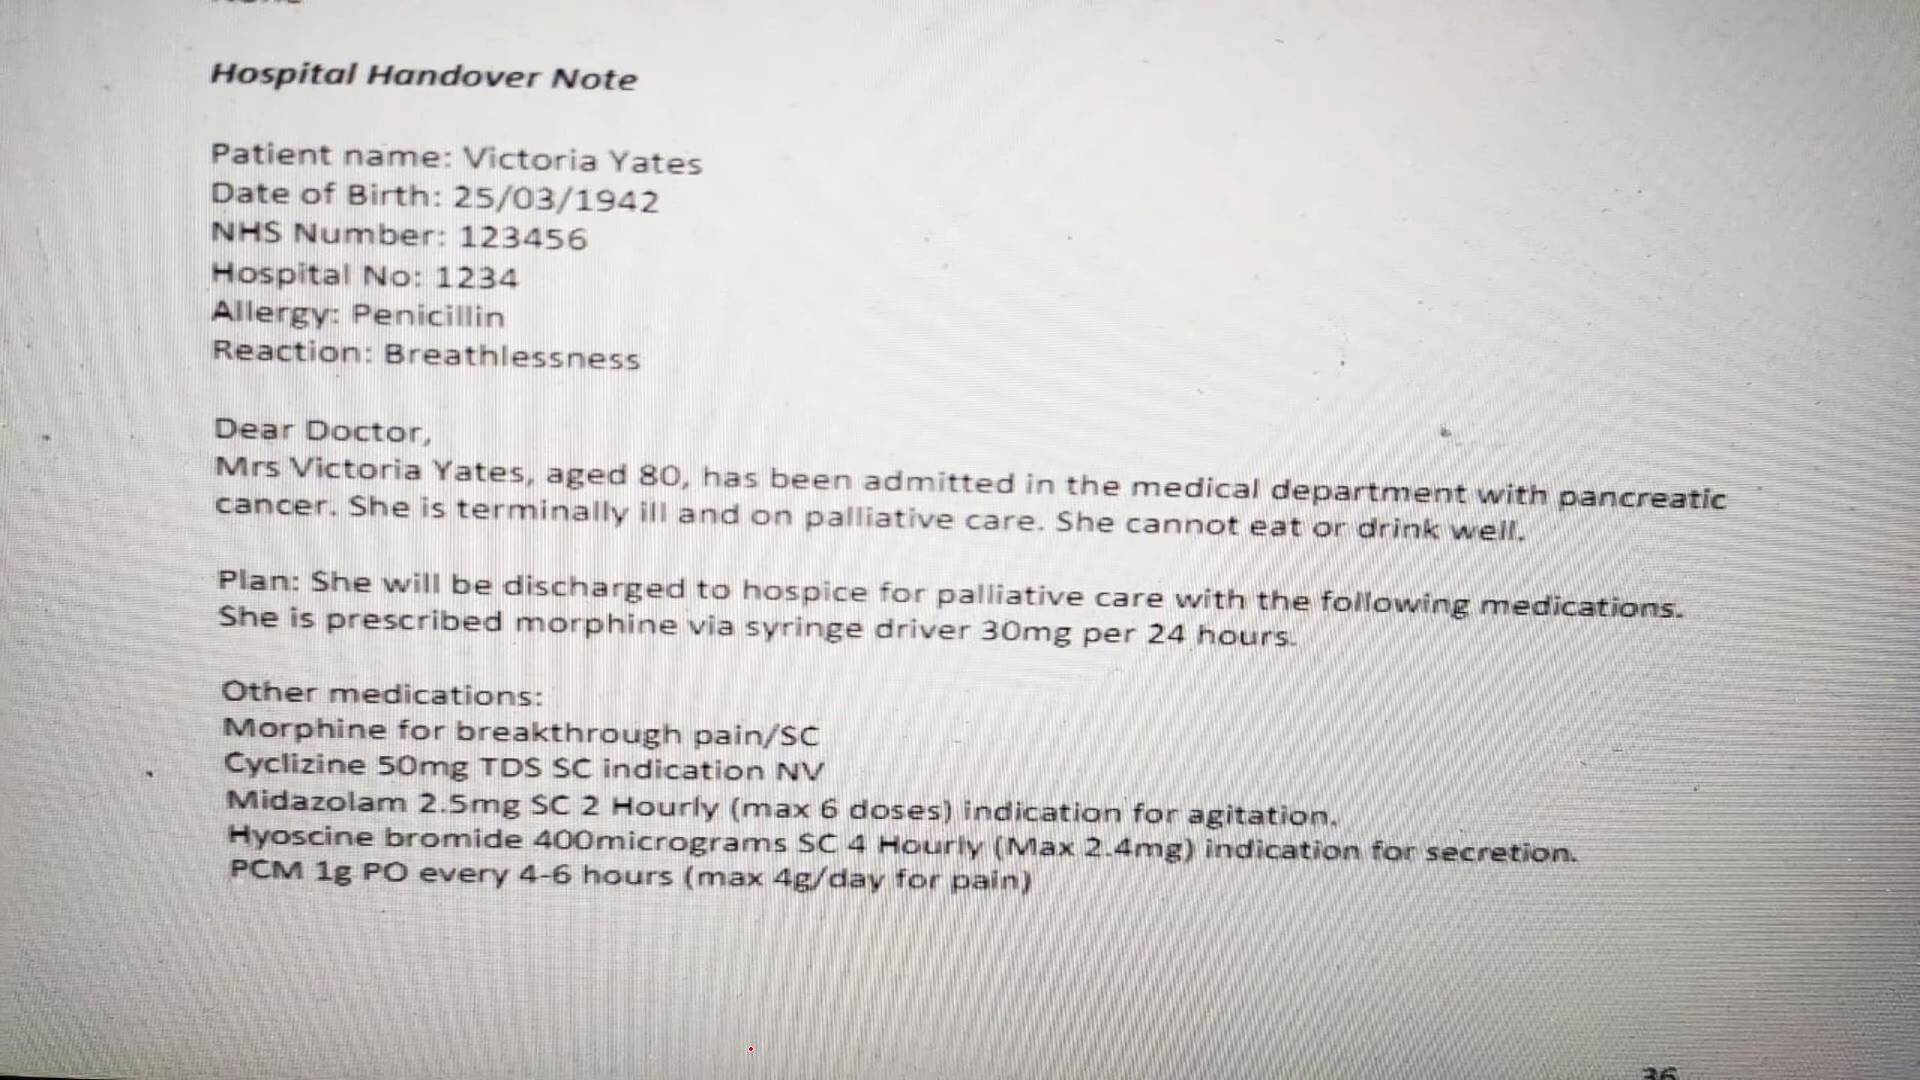 Hospital Handover Note
Patient name: Victoria Yates
Date of Birth: 25/03/1942
NHS Number: 123456
Hospital No: 1234
Allergy: Penicillin
Reaction: Breathlessness
Dear Doctor,
Mrs Victoria Yates, aged 80, has been admitted in the medical department with pancreatic
cancer. She is terminally ill and on palliative care. She cannot eat or drink well.
Plan: She will be discharged to hospice for palliative care with the following medications.
She is prescribed morphine via syringe driver 30mg per 24 hours.
Other medications:
Morphine for breakthrough pain/SC
Cyclizine 50mg TDS SC indication NV
Midazolam 2.5mg SC 2 Hourly (max 6 doses) indication for agitation.
Hyoscine bromide 400micrograms SC 4 Hourly (Max 2.4mg) indication for secretion.
PCM 1g PO every 4-6 hours (max 4g/day for pain)